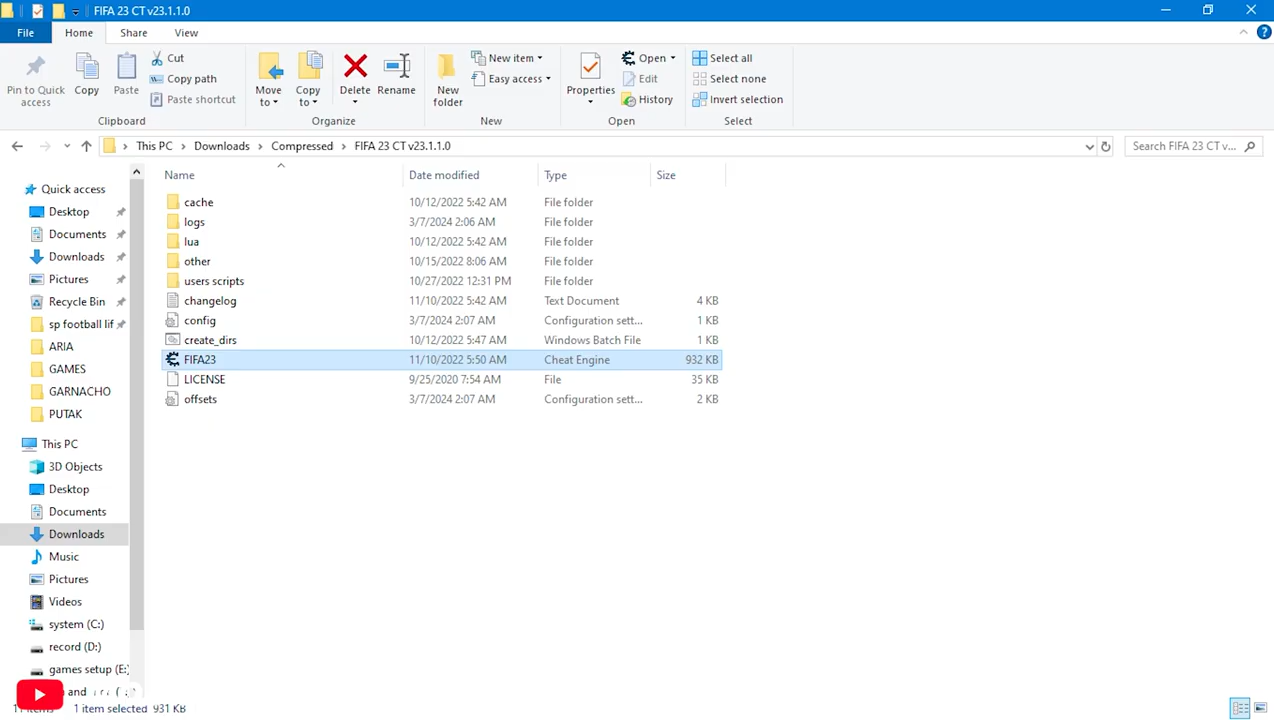 FIFA 23 CT v23.1.1.0
File Home Share View
Pin to Quick access
Copy
Paste
Cut
Copy path
Paste shortcut
Clipboard
Move to
Copy to
Delete
Rename
Organize
New folder
New item
Easy access
New
Properties
Open
Edit
History
Open
Select all
Select none
Invert selection
Select
This PC Downloads Compressed FIFA 23 CT v23.1.1.0
Search FIFA 23 CT v...
Quick access
Desktop
Documents
Downloads
Pictures
Recycle Bin
sp football lif
ARIA
GAMES
GARNACHO
PUTAK
This PC
3D Objects
Desktop
Documents
Downloads
Music
Pictures
Videos
system (C:)
record (D:)
games setup (E:)
Name Date modified Type Size
cache 10/12/2022 5:42 AM File folder
logs 3/7/2024 2:06 AM File folder
lua 10/12/2022 5:42 AM File folder
other 10/15/2022 8:06 AM File folder
users scripts 10/27/2022 12:31 PM File folder
changelog 11/10/2022 5:42 AM Text Document 4 KB
config 3/7/2024 2:07 AM Configuration sett... 1 KB
create_dirs 10/12/2022 5:47 AM Windows Batch File 1 KB
FIFA23 11/10/2022 5:50 AM Cheat Engine 932 KB
LICENSE 9/25/2020 7:54 AM File 35 KB
offsets 3/7/2024 2:07 AM Configuration sett... 2 KB
1 item selected 931 KB